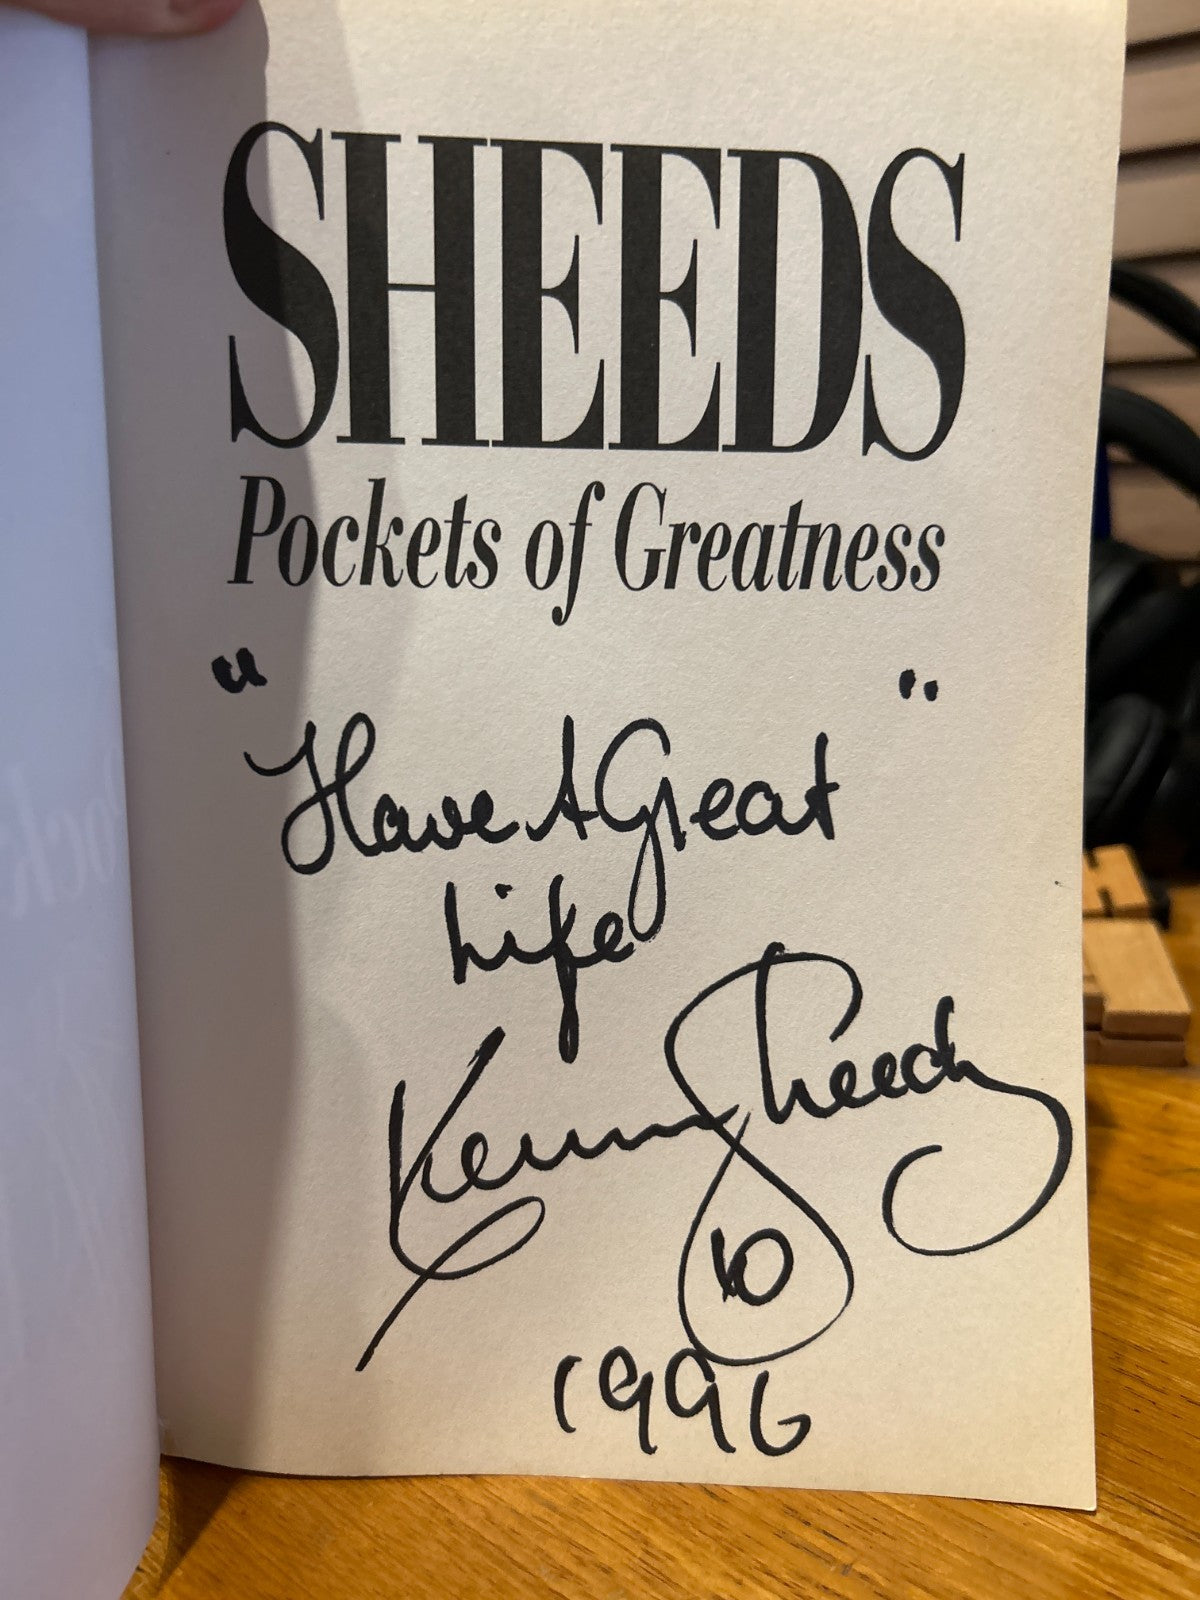 SHEEDS
Pockets of Greatness
"Have A Great"
Life
Kenny Sheedy
10
1996